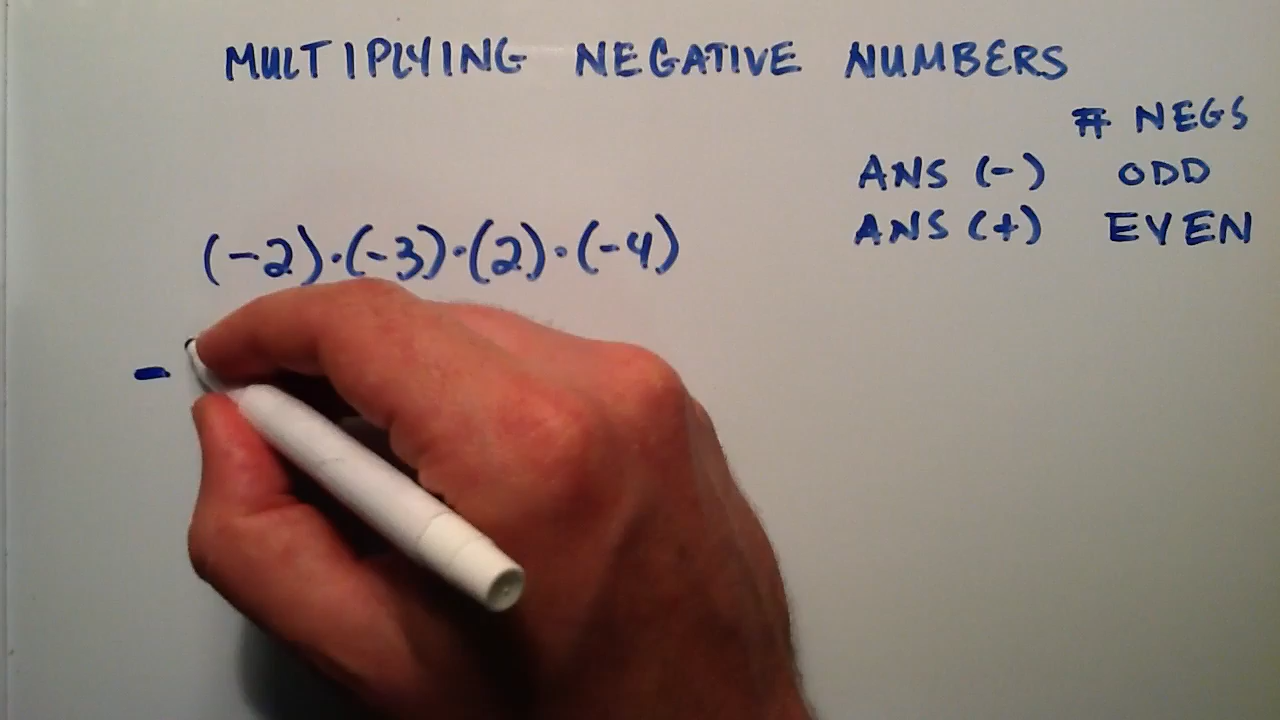 MULTIPLYING NEGATIVE NUMBERS
# NEGS
ANS (-) ODD
ANS (+) EVEN
(-2)·(-3)·(2)·(-4)
-